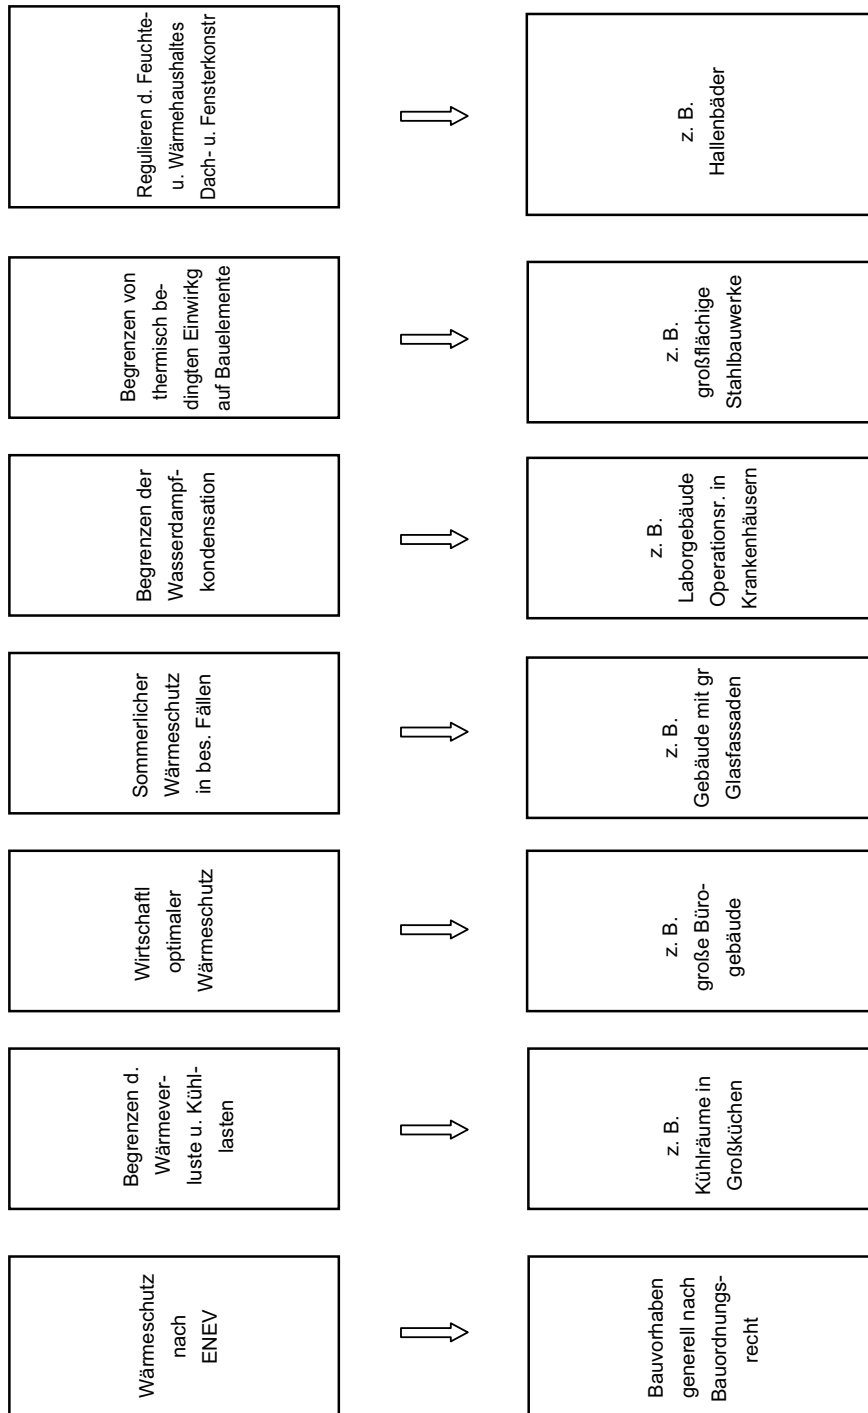 Wärmeschutz
nach
ENEV
Begrenzen d.
Wärmever-
luste u. Kühl-
lasten
Wirtschaftl
optimaler
Wärmeschutz
Sommerlicher
Wärmeschutz
in bes. Fällen
Begrenzen der
Wasserdampf-
kondensation
Begrenzen von
thermisch be-
dingten Einwirkg
auf Bauelemente
Regulieren d. Feuchte-
u. Wärmehaushaltes
Dach- u. Fensterkonstr
Bauvorhaben
generell nach
Bauordnungs-
recht
z. B.
Kühlräume in
Großküchen
z. B.
große Büro-
gebäude
z. B.
Gebäude mit gr
Glasfassaden
z. B.
Laborgebäude
Operationsr. in
Krankenhäusern
z. B.
großflächige
Stahlbauwerke
z. B.
Hallenbäder